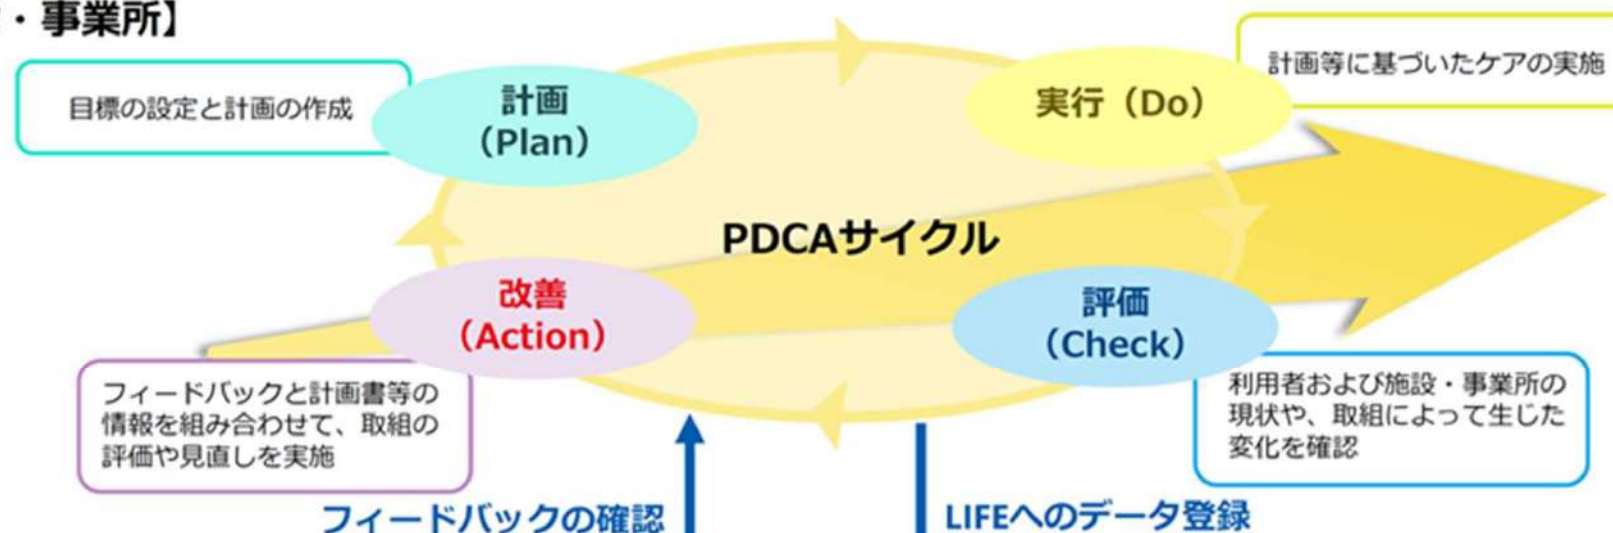 ・事業所】
目標の設定と計画の作成
計画
（Plan）
実行（Do）
計画等に基づいたケアの実施
PDCAサイクル
改善
（Action）
評価
（Check）
フィードバックと計画書等の
情報を組み合わせて、取組の
評価や見直しを実施
利用者および施設・事業所の
現状や、取組によって生じた
変化を確認
フィードバックの確認
LIFEへのデータ登録